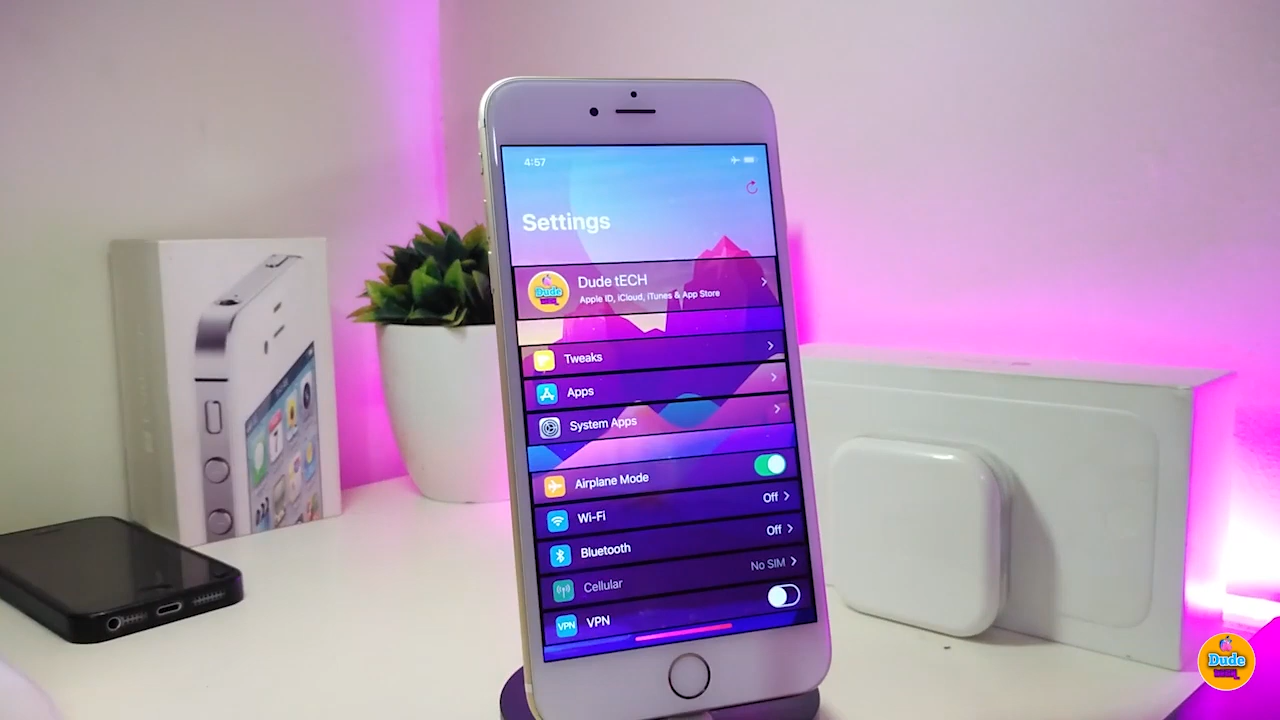 4:57
Settings
Dude tECH
Apple ID, iCloud, iTunes & App Store
Tweaks
Apps
System Apps
Airplane Mode
Wi-Fi
Off
Bluetooth
Off
Cellular
No SIM
VPN
VPN
Dude